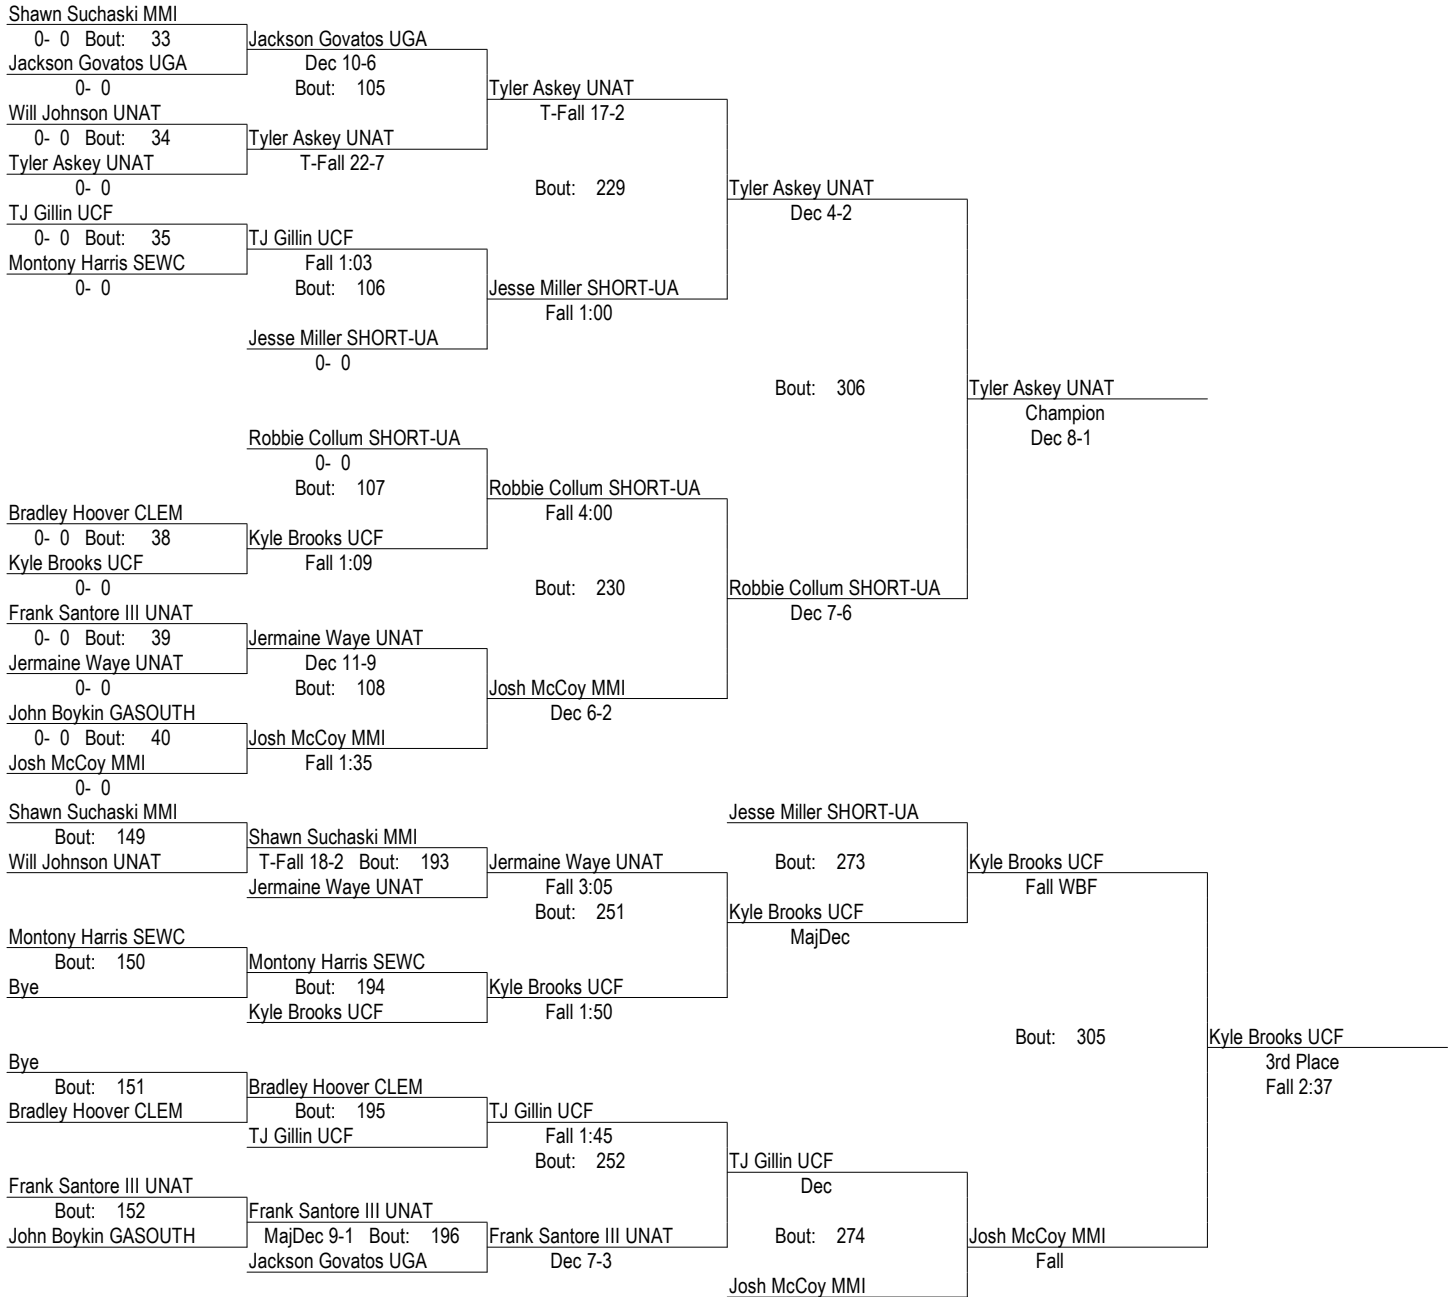 Shawn Suchaski MMI
0- 0 Bout: 33
Jackson Govatos UGA
Jackson Govatos UGA
Dec 10-6
0- 0
Bout: 105
Tyler Askey UNAT
Will Johnson UNAT
T-Fall 17-2
0- 0 Bout: 34
Tyler Askey UNAT
Tyler Askey UNAT
T-Fall 22-7
0- 0
Bout: 229
Tyler Askey UNAT
TJ Gillin UCF
Dec 4-2
0- 0 Bout: 35
TJ Gillin UCF
Montony Harris SEWC
Fall 1:03
0- 0
Bout: 106
Jesse Miller SHORT-UA
Fall 1:00
Jesse Miller SHORT-UA
0- 0
Bout: 306
Tyler Askey UNAT
Champion
Dec 8-1
Robbie Collum SHORT-UA
0- 0
Bout: 107
Robbie Collum SHORT-UA
Bradley Hoover CLEM
Fall 4:00
0- 0 Bout: 38
Kyle Brooks UCF
Kyle Brooks UCF
Fall 1:09
0- 0
Bout: 230
Robbie Collum SHORT-UA
Frank Santore III UNAT
Dec 7-6
0- 0 Bout: 39
Jermaine Waye UNAT
Jermaine Waye UNAT
Dec 11-9
0- 0
Bout: 108
Josh McCoy MMI
John Boykin GASOUTH
Dec 6-2
0- 0 Bout: 40
Josh McCoy MMI
Josh McCoy MMI
Fall 1:35
0- 0
Shawn Suchaski MMI
Jesse Miller SHORT-UA
Bout: 149
Shawn Suchaski MMI
Will Johnson UNAT
T-Fall 18-2 Bout: 193
Jermaine Waye UNAT
Bout: 273
Kyle Brooks UCF
Jermaine Waye UNAT
Fall 3:05
Fall WBF
Bout: 251
Kyle Brooks UCF
Montony Harris SEWC
MajDec
Bout: 150
Montony Harris SEWC
Bye
Bout: 194
Kyle Brooks UCF
Kyle Brooks UCF
Fall 1:50
Bout: 305
Kyle Brooks UCF
Bye
3rd Place
Bout: 151
Bradley Hoover CLEM
Fall 2:37
Bradley Hoover CLEM
Bout: 195
TJ Gillin UCF
TJ Gillin UCF
Fall 1:45
Bout: 252
TJ Gillin UCF
Frank Santore III UNAT
Dec
Bout: 152
Frank Santore III UNAT
John Boykin GASOUTH
MajDec 9-1 Bout: 196
Frank Santore III UNAT
Bout: 274
Josh McCoy MMI
Jackson Govatos UGA
Dec 7-3
Fall
Josh McCoy MMI